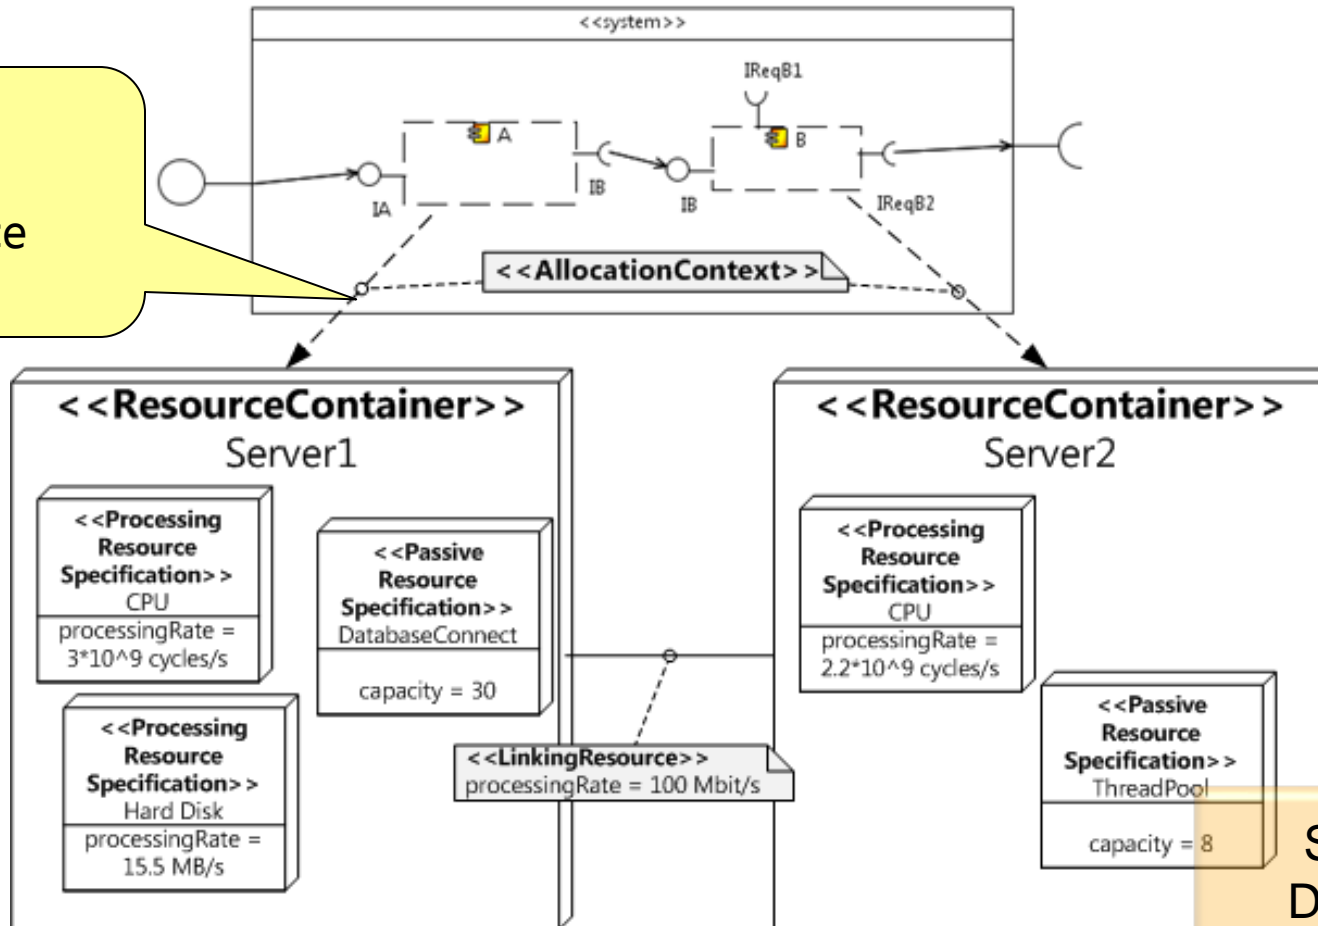 <<system>>
IReqB1
A
B
IA
IB
IB
IReqB2
<<AllocationContext>>
<<ResourceContainer>>
Server1
<<Processing
Resource
Specification>>
CPU
processingRate =
3*10^9 cycles/s
<<Passive
Resource
Specification>>
DatabaseConnect
capacity = 30
<<Processing
Resource
Specification>>
Hard Disk
processingRate =
15.5 MB/s
<<LinkingResource>>
processingRate = 100 Mbit/s
<<ResourceContainer>>
Server2
<<Processing
Resource
Specification>>
CPU
processingRate =
2.2*10^9 cycles/s
<<Passive
Resource
Specification>>
ThreadPool
capacity = 8